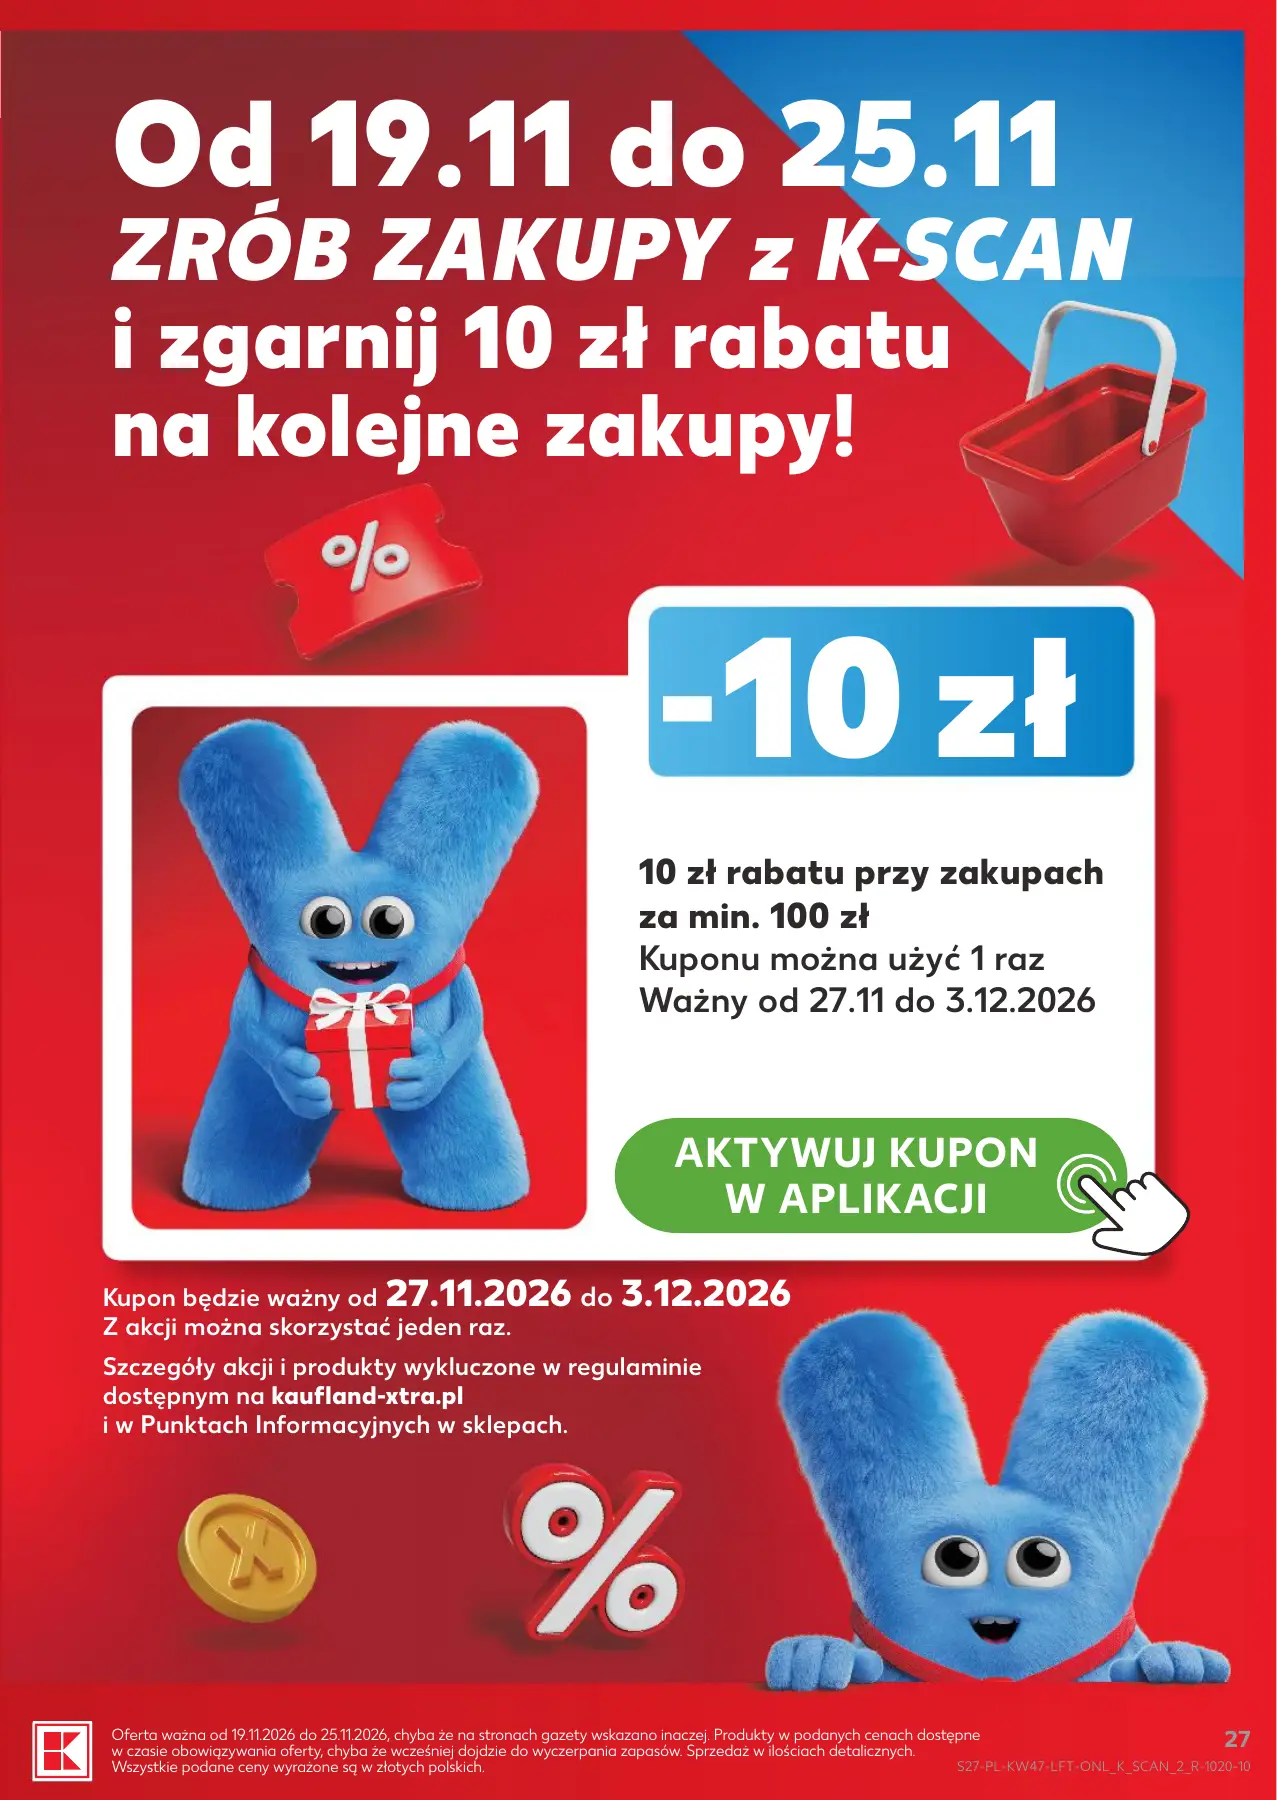 Od 19.11 do 25.11
ZRÓB ZAKUPY z K-SCAN
i zgarnij 10 zł rabatu
na kolejne zakupy!
%
-10 zł
10 zł rabatu przy zakupach
za min. 100 zł
Kuponu można użyć 1 raz
Ważny od 27.11 do 3.12.2026
AKTYWUJ KUPON
W APLIKACJI
Kupon będzie ważny od 27.11.2026 do 3.12.2026
Z akcji można skorzystać jeden raz.
Szczegóły akcji i produkty wykluczone w regulaminie
dostępnym na kaufland-xtra.pl
i w Punktach Informacyjnych w sklepach.
X
%
Oferta ważna od 19.11.2026 do 25.11.2026, chyba że na stronach gazety wskazano inaczej. Produkty w podanych cenach dostępne
w czasie obowiązywania oferty, chyba że wcześniej dojdzie do wyczerpania zapasów. Sprzedaż w ilościach detalicznych.
Wszystkie podane ceny wyrażone są w złotych polskich.
27
S27-PL-KW47-LFT-ONL_K_SCAN_2_R-1020-10